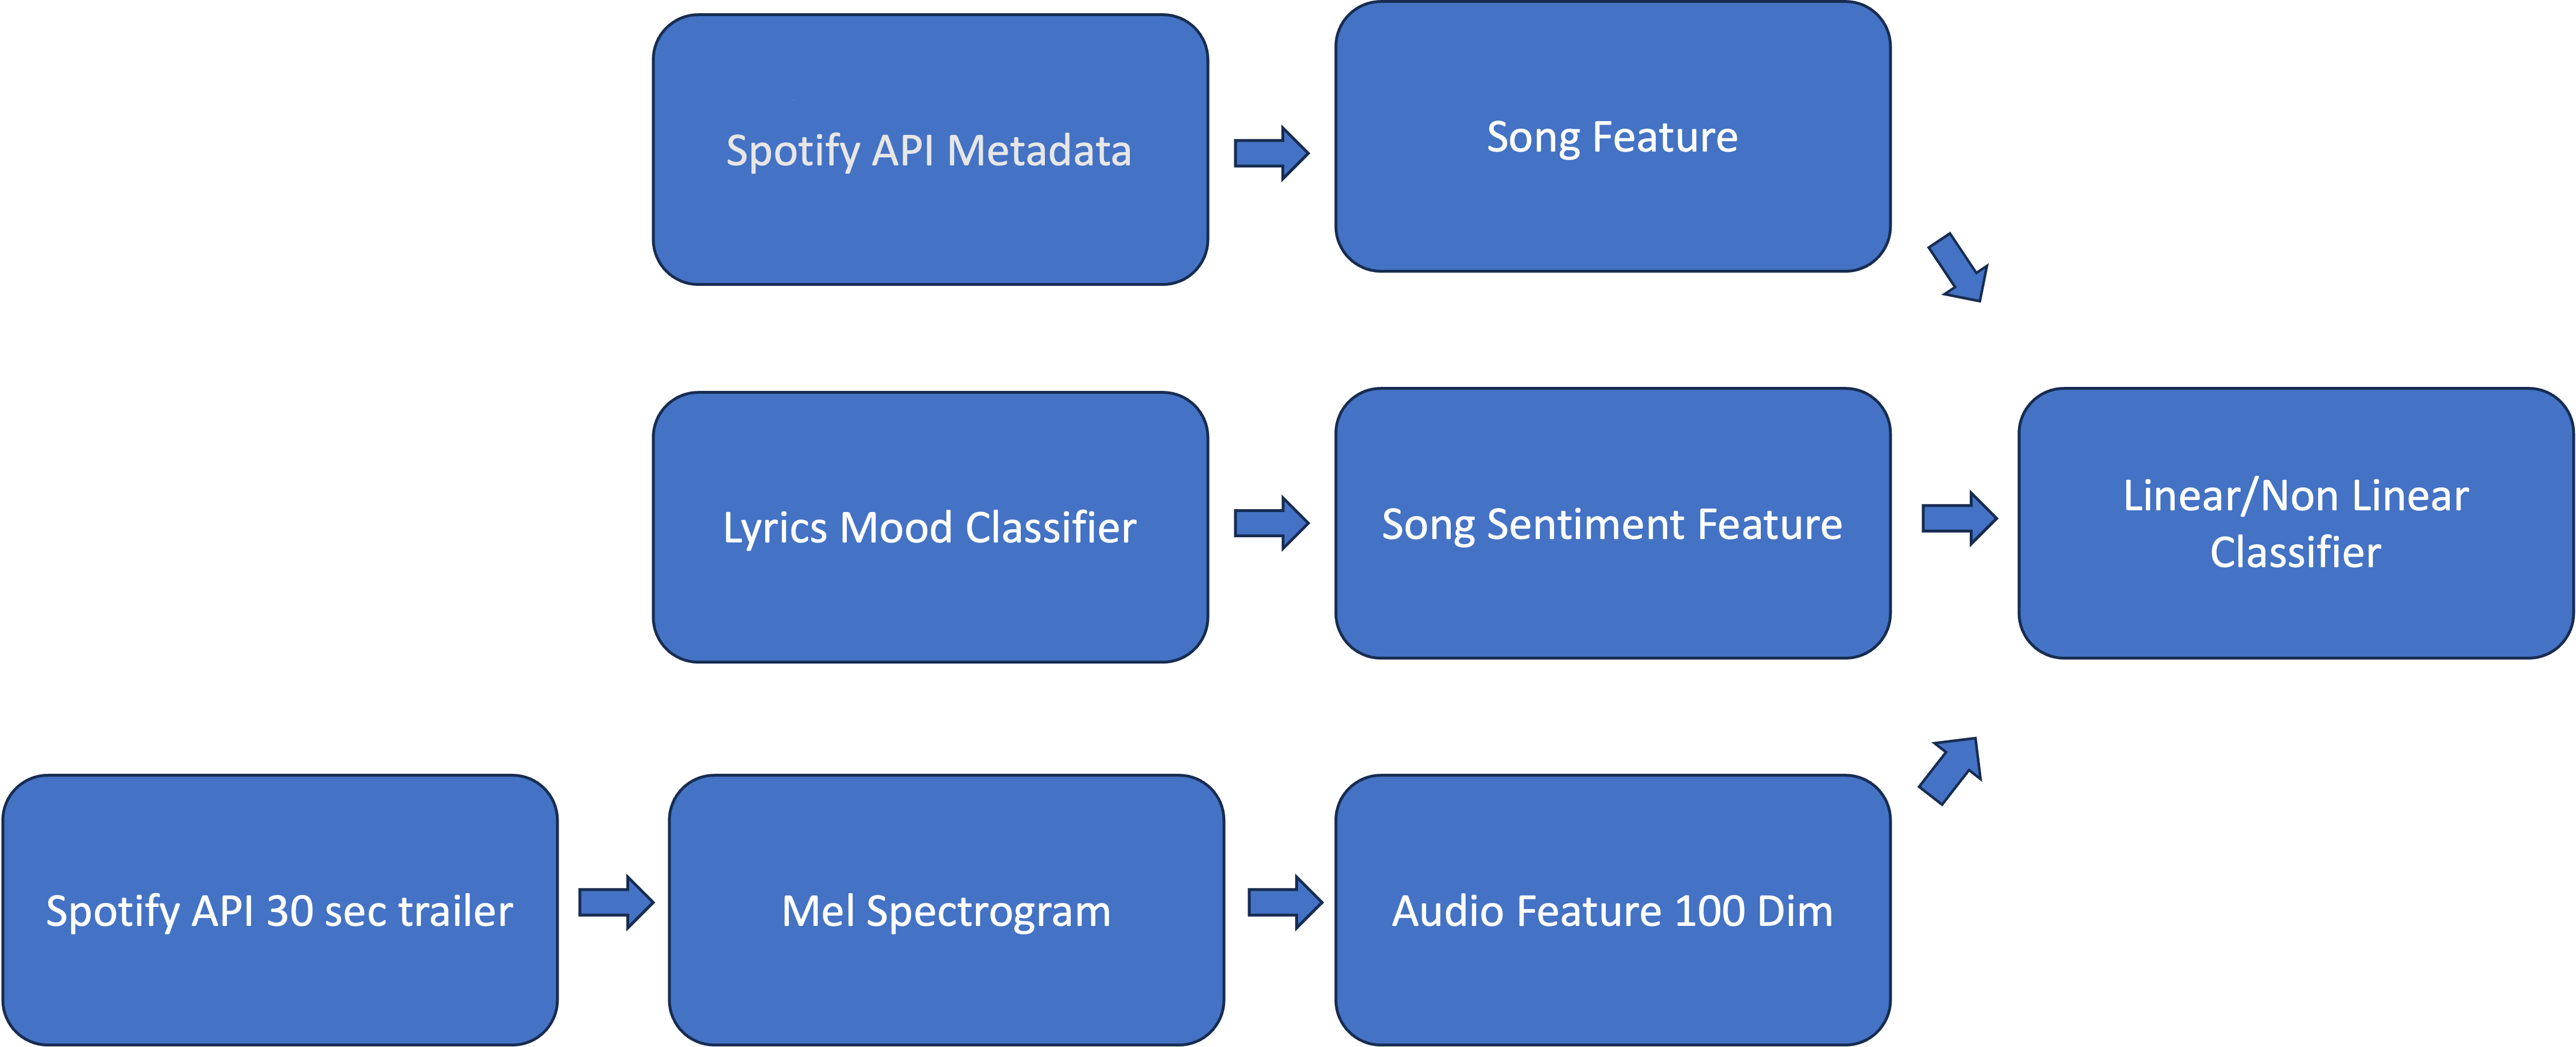 Spotify API Metadata
Song Feature
Lyrics Mood Classifier
Song Sentiment Feature
Linear/Non Linear
Classifier
Spotify API 30 sec trailer
Mel Spectrogram
Audio Feature 100 Dim